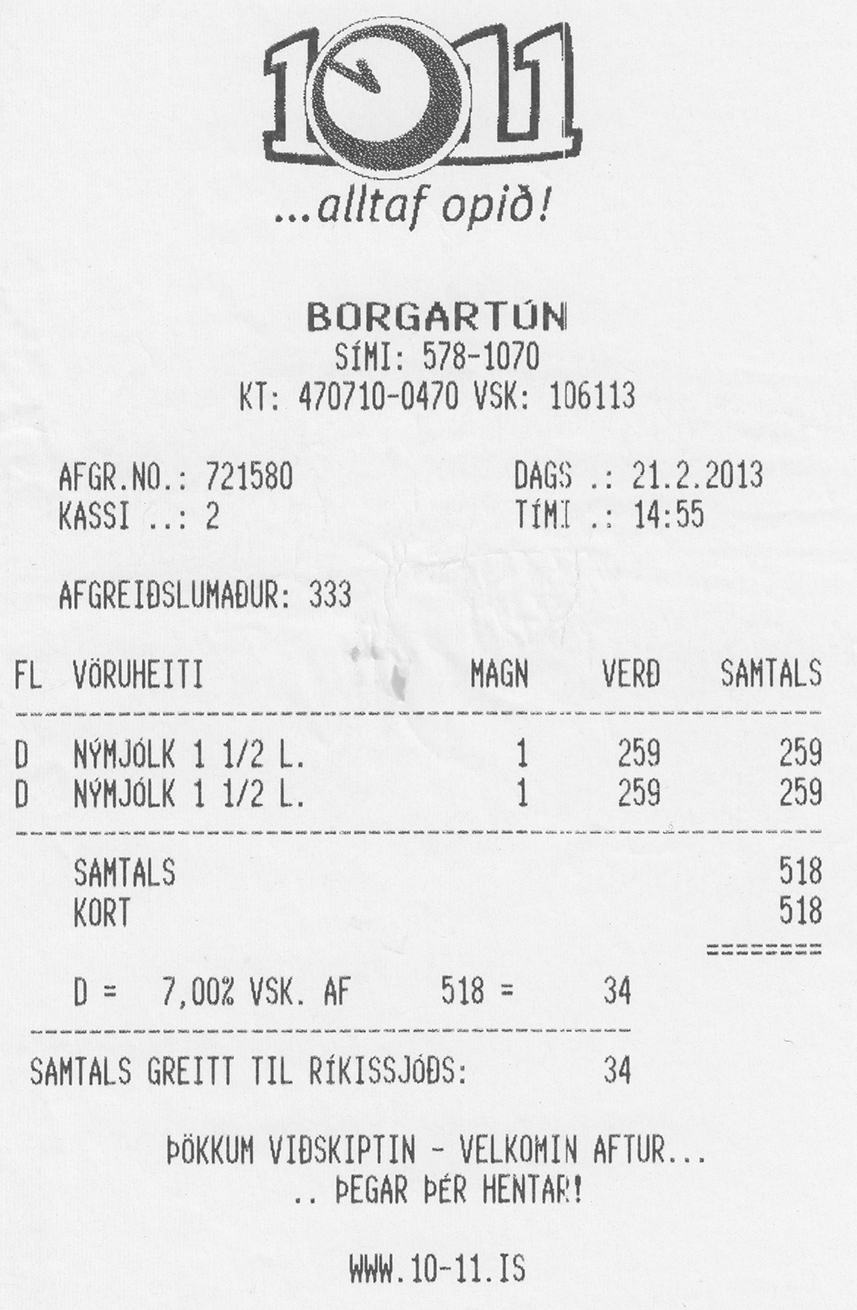 10 11
...alltaf opið!
BORGARTÚN
SÍMI: 578-1070
KT: 470710-0470 VSK: 106113
AFGR.NO.: 721580 DAGS .: 21.2.2013
KASSI ..: 2 TÍMI .: 14:55
AFGREIÐSLUMAÐUR: 333
FL VÖRUHEITI MAGN VERÐ SAMTALS
D NÝMJÓLK 1 1/2 L. 1 259 259
D NÝMJÓLK 1 1/2 L. 1 259 259
SAMTALS 518
KORT 518
========
D = 7,00% VSK. AF 518 = 34
SAMTALS GREITT TIL RÍKISSJÓÐS: 34
ÞÖKKUM VIÐSKIPTIN - VELKOMIN AFTUR...
.. ÞEGAR ÞÉR HENTAR!
WWW.10-11.IS